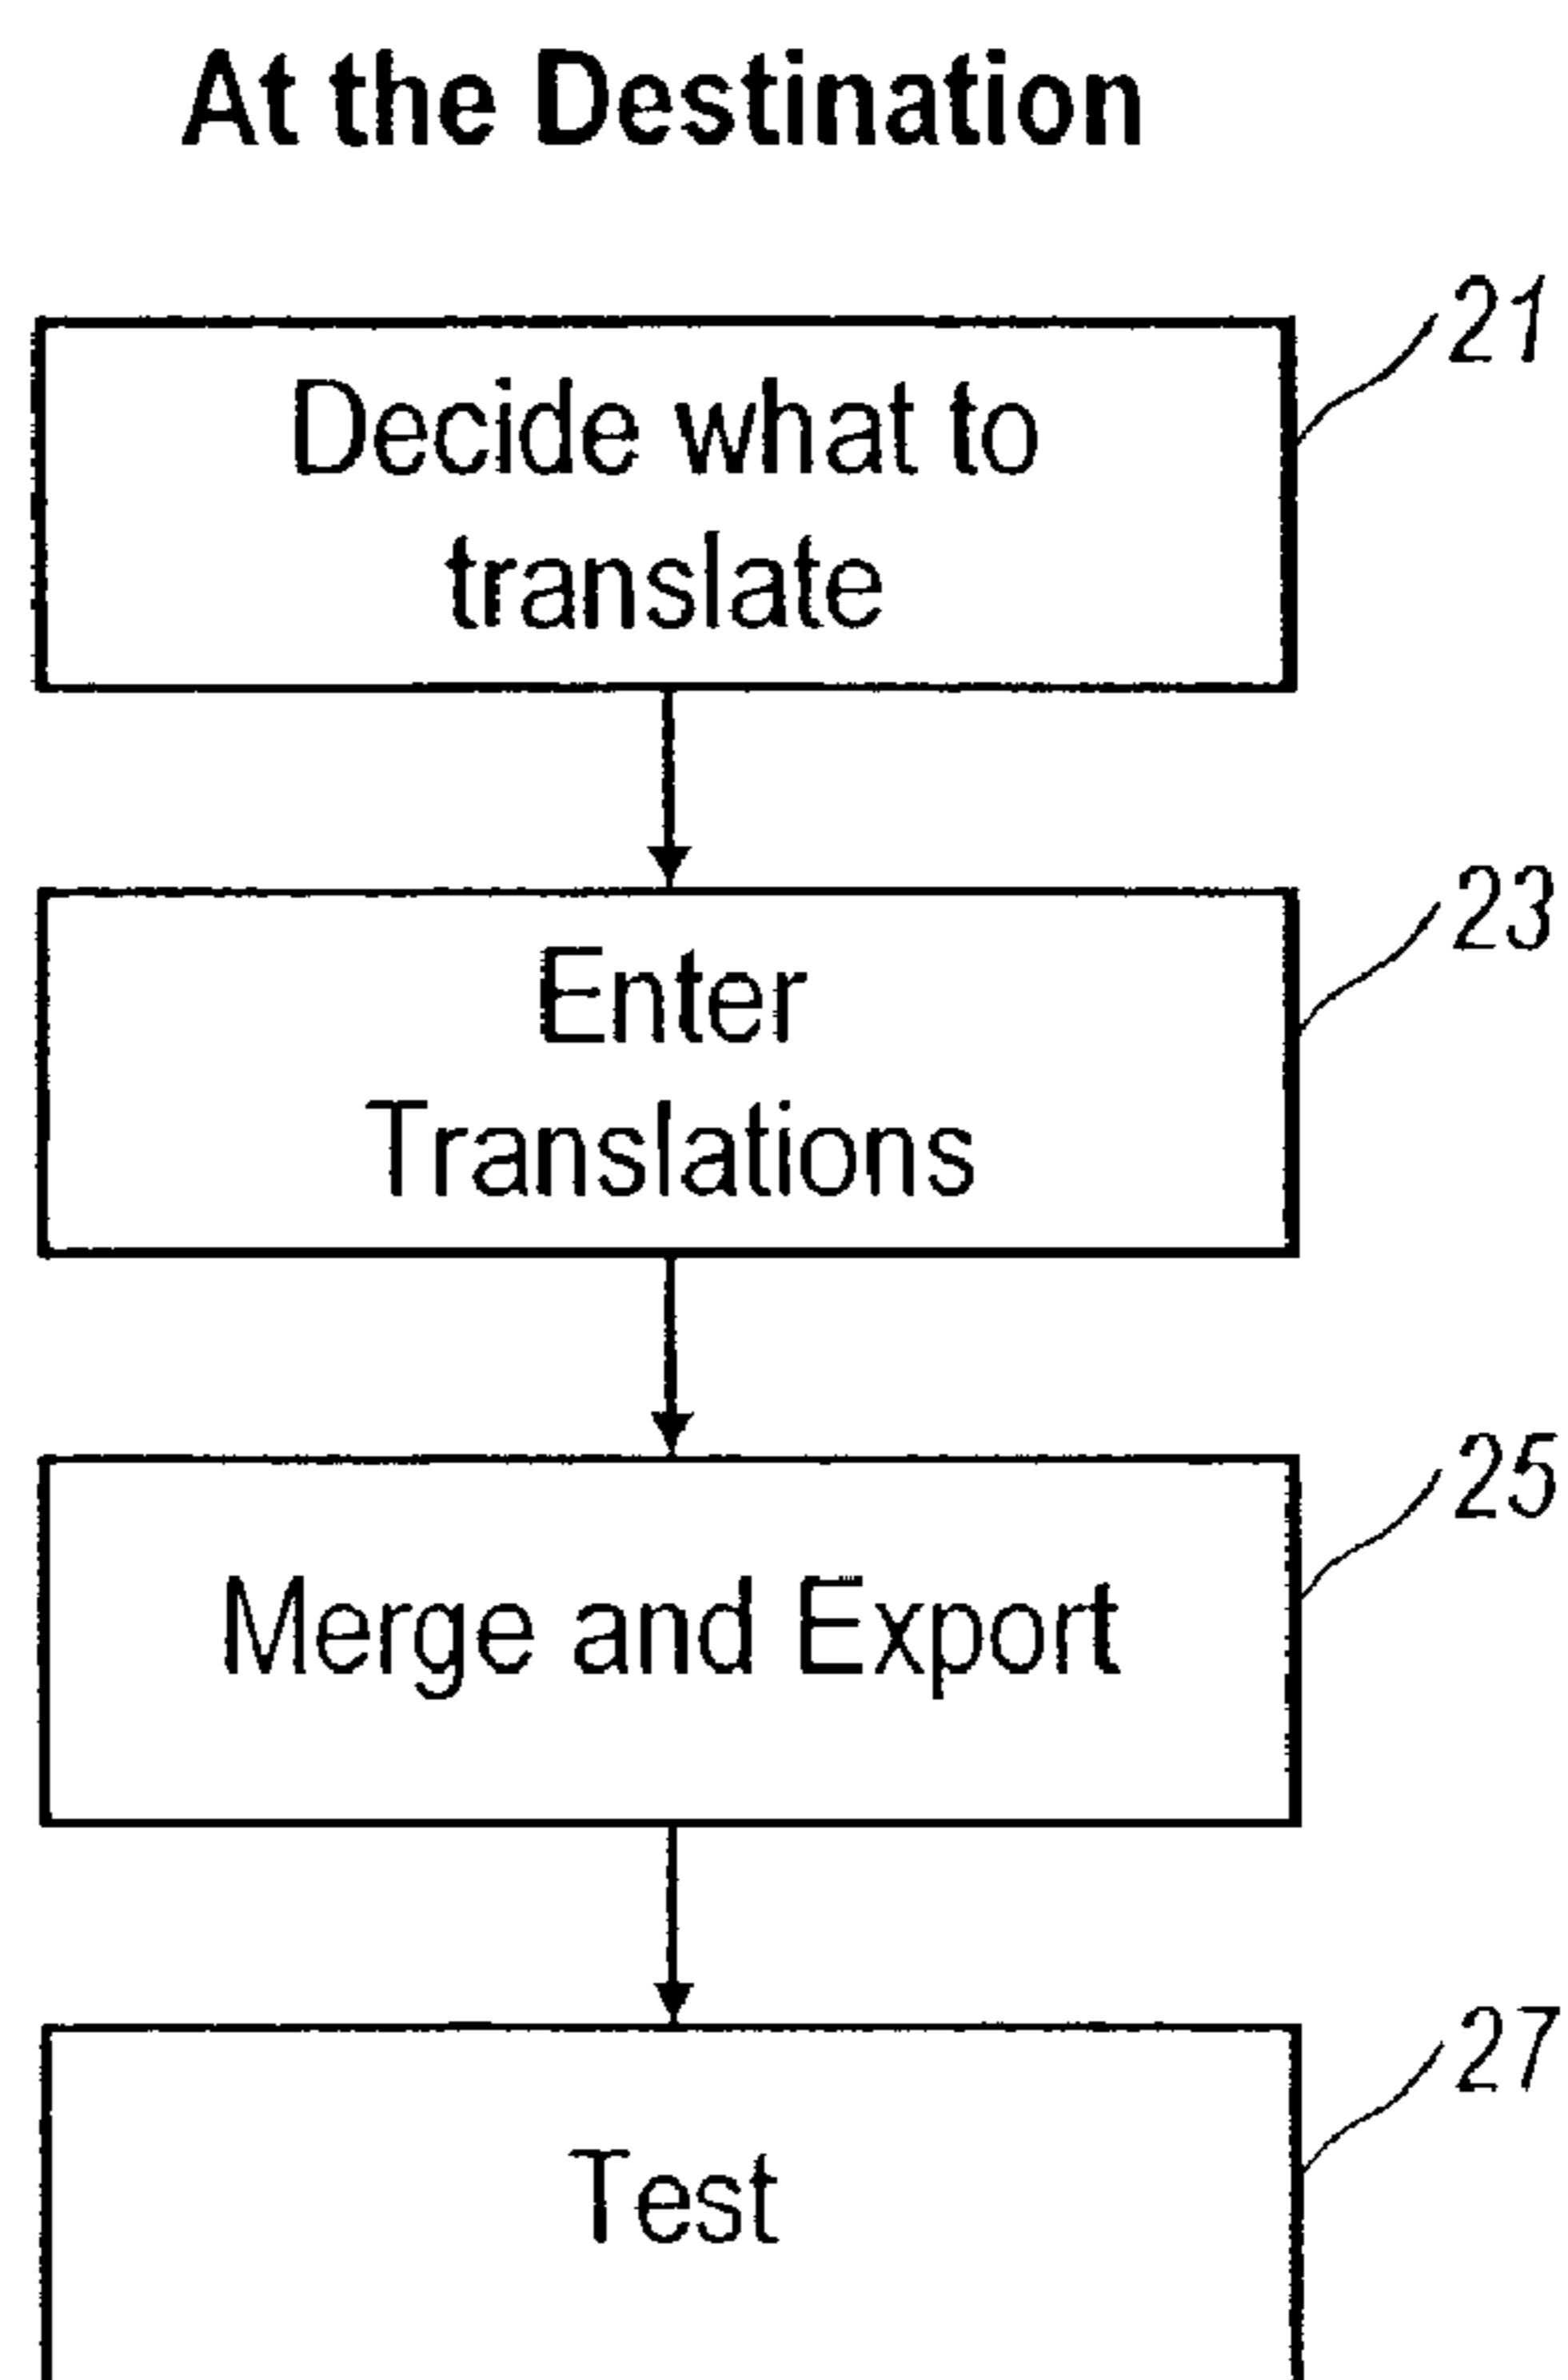 At the Destination
21
Decide what to
translate
23
Enter
Translations
25
Merge and Export
27
Test